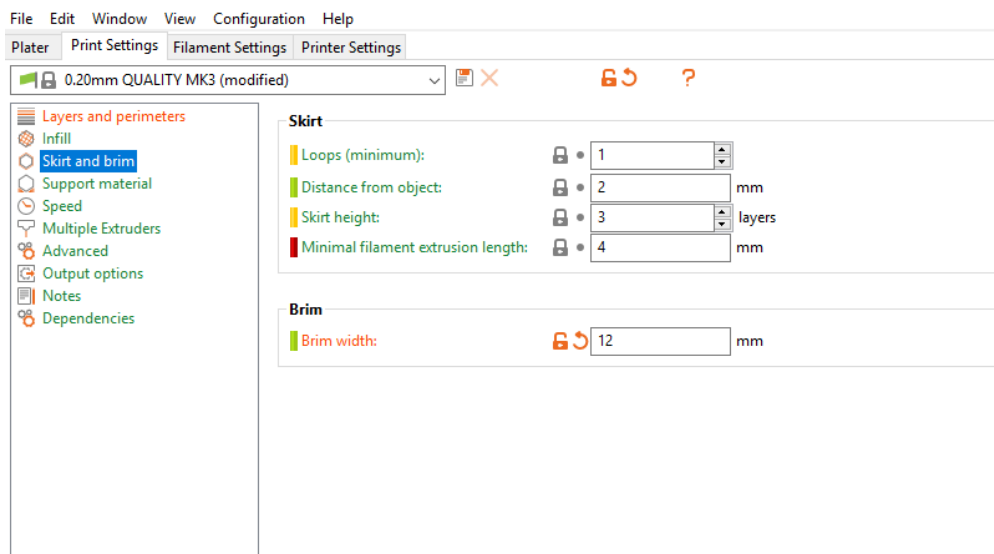 File Edit Window View Configuration Help
Plater Print Settings Filament Settings Printer Settings
0.20mm QUALITY MK3 (modified) ?
Layers and perimeters
Infill
Skirt and brim
Support material
Speed
Multiple Extruders
Advanced
Output options
Notes
Dependencies
Skirt
Loops (minimum): 1
Distance from object: 2 mm
Skirt height: 3 layers
Minimal filament extrusion length: 4 mm
Brim
Brim width: 12 mm